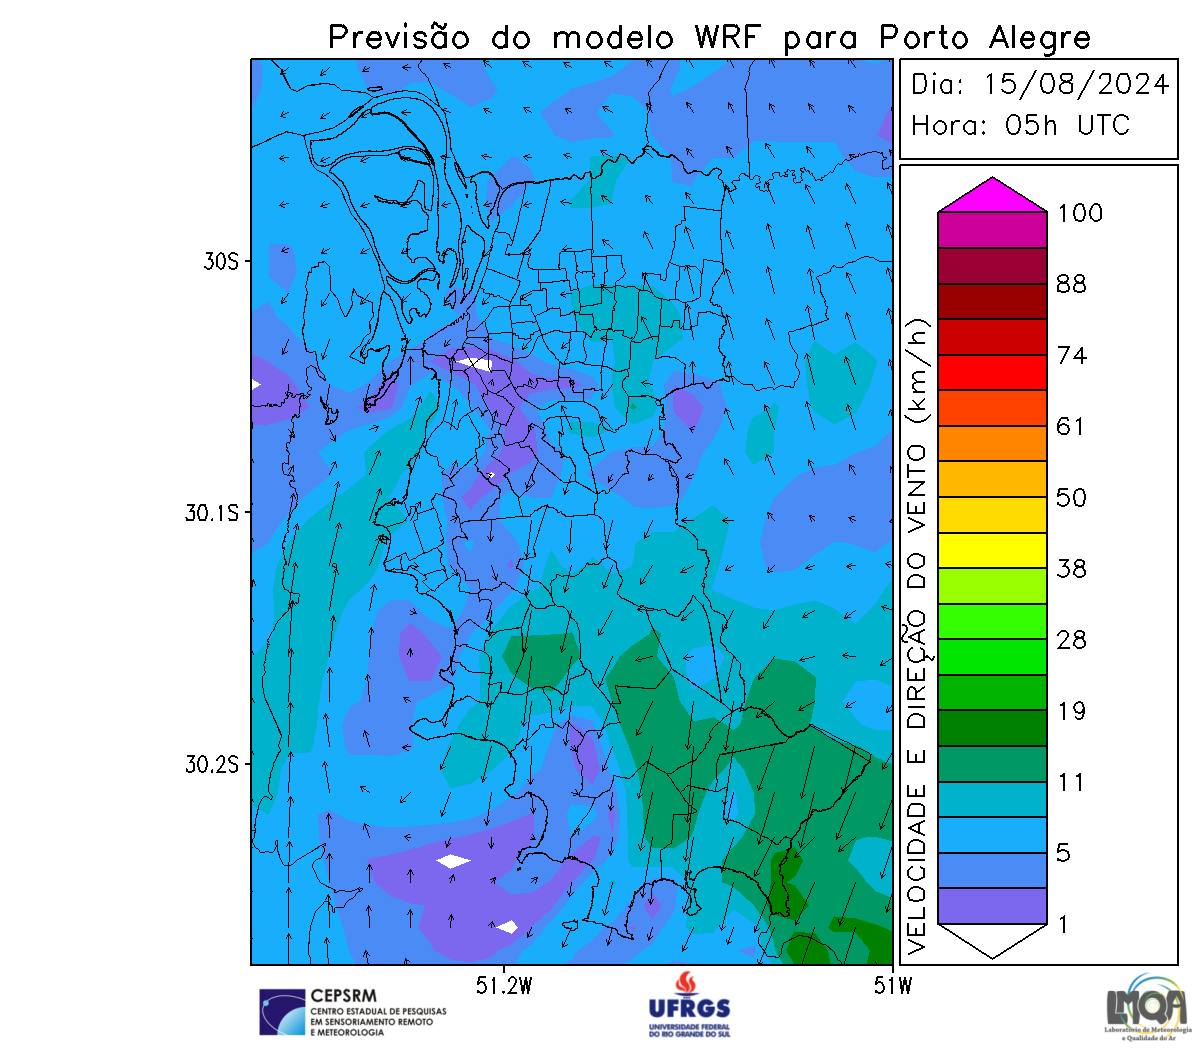 Previsão do modelo WRF para Porto Alegre
Dia: 15/08/2024
Hora: 05h UTC
100
88
74
61
50
38
28
19
11
5
1
VELOCIDADE E DIREÇÃO DO VENTO (km/h)
30S
30.1S
30.2S
51.2W
51W
CEPSRM
CENTRO ESTADUAL DE PESQUISAS
EM SENSORIAMENTO REMOTO
E METEOROLOGIA
UFRGS
UNIVERSIDADE FEDERAL
DO RIO GRANDE DO SUL
LMQA
Laboratório de Meteorologia
e Qualidade do Ar